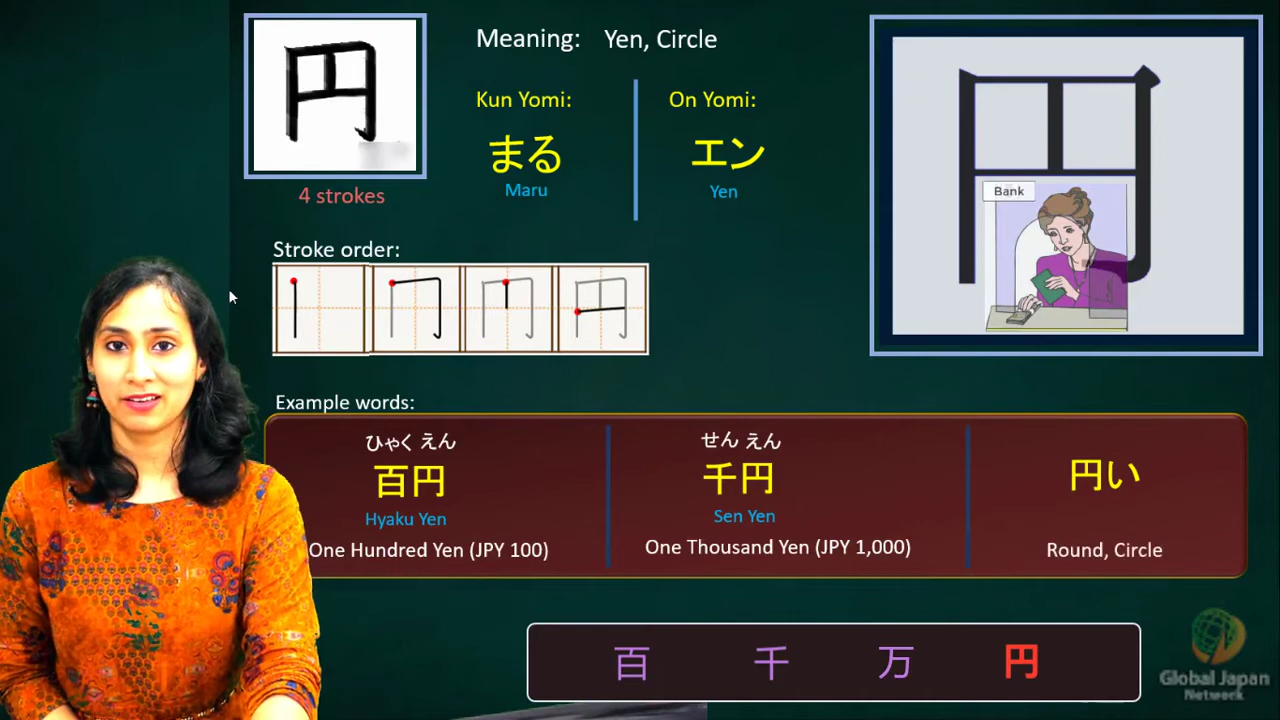 円
Meaning: Yen, Circle
Kun Yomi:
まる
Maru
On Yomi:
エン
Yen
4 strokes
円
Bank
Stroke order:
Example words:
ひゃく えん
百円
Hyaku Yen
One Hundred Yen (JPY 100)
せん えん
千円
Sen Yen
One Thousand Yen (JPY 1,000)
円い
Round, Circle
百 千 万 円
Global Japan
Network